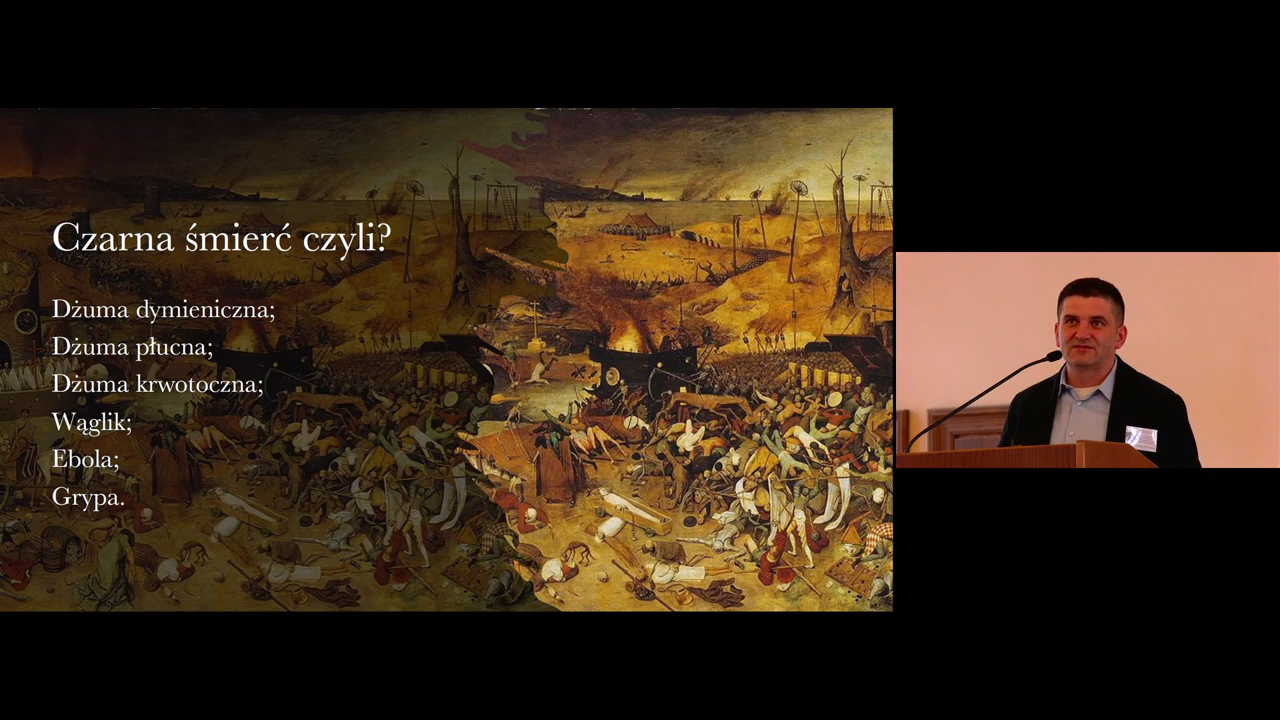 Czarna śmierć czyli?
Dżuma dymieniczna;
Dżuma płucna;
Dżuma krwotoczna;
Wąglik;
Ebola;
Grypa.